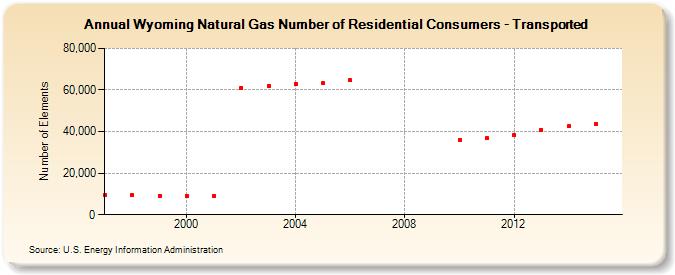 Annual Wyoming Natural Gas Number of Residential Consumers - Transported
Number of Elements
80,000
60,000
40,000
20,000
0
2000 2004 2008 2012
Source: U.S. Energy Information Administration